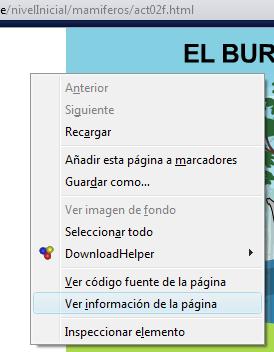 e/nivelInicial/mamiferos/act02f.html
EL BUR
Anterior
Siguiente
Recargar
Añadir esta página a marcadores
Guardar como...
Ver imagen de fondo
Seleccionar todo
DownloadHelper
Ver código fuente de la página
Ver información de la página
Inspeccionar elemento